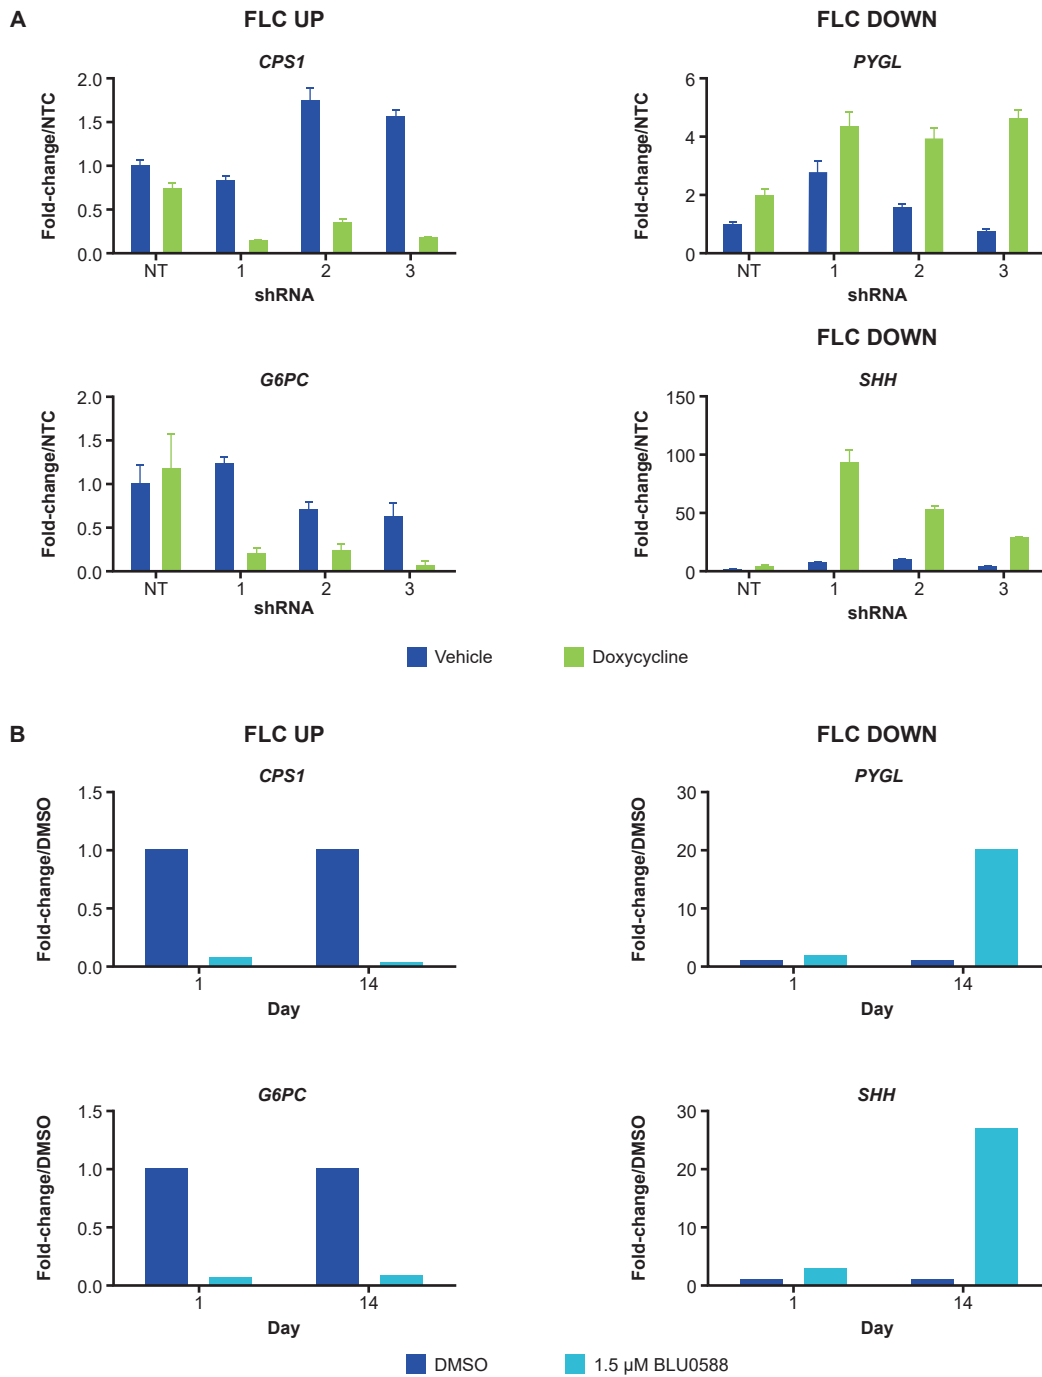 A
FLC UP
FLC DOWN
CPS1
PYGL
Fold-change/NTC
2.0
1.5
1.0
0.5
0.0
NT 1 2 3
shRNA
Fold-change/NTC
6
4
2
0
NT 1 2 3
shRNA
FLC DOWN
G6PC
SHH
Fold-change/NTC
2.0
1.5
1.0
0.5
0.0
NT 1 2 3
shRNA
Fold-change/NTC
150
100
50
0
NT 1 2 3
shRNA
Vehicle Doxycycline
B
FLC UP
FLC DOWN
CPS1
PYGL
Fold-change/DMSO
1.5
1.0
0.5
0.0
1 14
Day
Fold-change/DMSO
30
20
10
0
1 14
Day
G6PC
SHH
Fold-change/DMSO
1.5
1.0
0.5
0.0
1 14
Day
Fold-change/DMSO
30
20
10
0
1 14
Day
DMSO 1.5 µM BLU0588